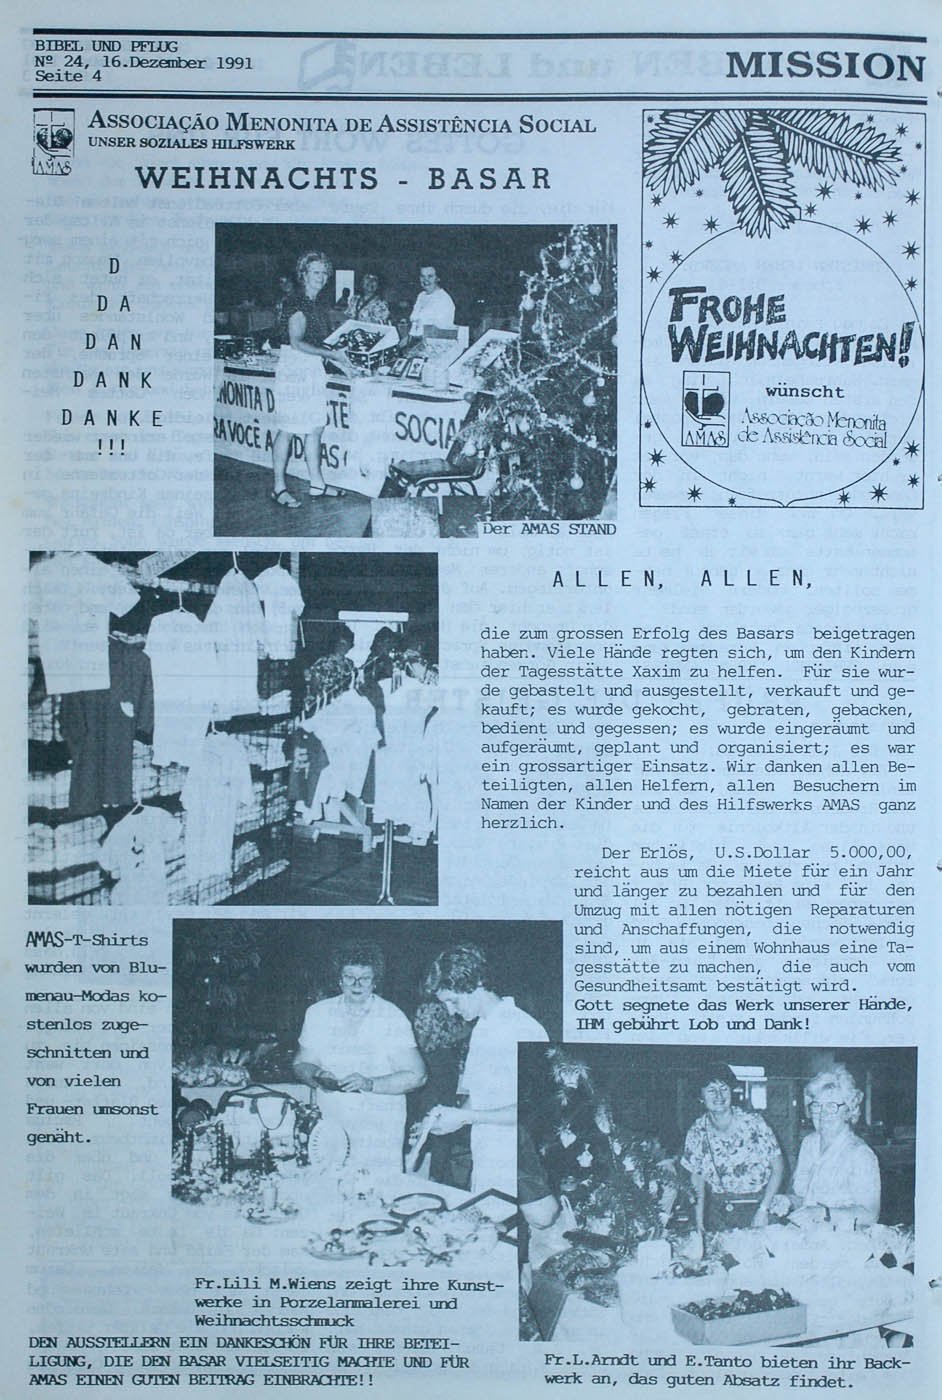 BIBEL UND PFLUG
Nº 24, 16.Dezember 1991
Seite 4
MISSION
AMAS
ASSOCIAÇÃO MENONITA DE ASSISTÊNCIA SOCIAL
UNSER SOZIALES HILFSWERK
WEIHNACHTS - BASAR
D
DA
DAN
DANK
DANKE
!!!
MENONITA D
STÊ
SOCIA
RA VOCÊ A
Der AMAS STAND
FROHE
WEIHNACHTEN!
wünscht
AMAS
Associação Menonita
de Assistência Social
ALLEN, ALLEN,
die zum grossen Erfolg des Basars beigetragen
haben. Viele Hände regten sich, um den Kindern
der Tagesstätte Xaxim zu helfen. Für sie wur-
de gebastelt und ausgestellt, verkauft und ge-
kauft; es wurde gekocht, gebraten, gebacken,
bedient und gegessen; es wurde eingeräumt und
aufgeräumt, geplant und organisiert; es war
ein grossartiger Einsatz. Wir danken allen Be-
teiligten, allen Helfern, allen Besuchern im
Namen der Kinder und des Hilfswerks AMAS ganz
herzlich.
Der Erlös, U.S.Dollar 5.000,00,
reicht aus um die Miete für ein Jahr
und länger zu bezahlen und für den
Umzug mit allen nötigen Reparaturen
und Anschaffungen, die notwendig
sind, um aus einem Wohnhaus eine Ta-
gesstätte zu machen, die auch vom
Gesundheitsamt bestätigt wird.
Gott segnete das Werk unserer Hände,
IHM gebührt Lob und Dank!
AMAS-T-Shirts
wurden von Blu-
menau-Modas ko-
stenlos zuge-
schnitten und
von vielen
Frauen umsonst
genäht.
Fr.Lili M.Wiens zeigt ihre Kunst-
werke in Porzelanmalerei und
Weihnachtsschmuck
DEN AUSSTELLERN EIN DANKESCHÖN FÜR IHRE BETEI-
LIGUNG, DIE DEN BASAR VIELSEITIG MACHTE UND FÜR
AMAS EINEN GUTEN BEITRAG EINBRACHTE!!
Fr.L.Arndt und E.Tanto bieten ihr Back-
werk an, das guten Absatz findet.